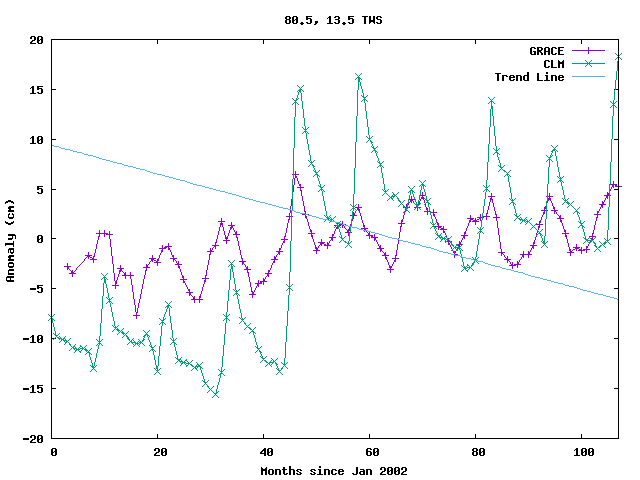 80.5, 13.5 TWS
GRACE
CLM
Trend Line
20
15
10
5
0
-5
-10
-15
-20
Anomaly (cm)
0 20 40 60 80 100
Months since Jan 2002